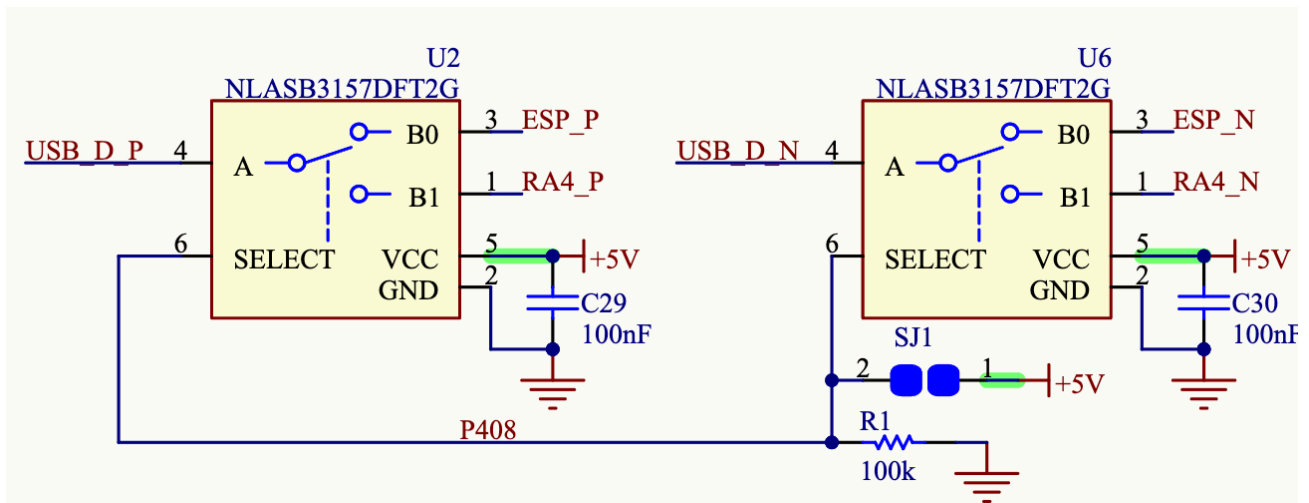 U2
NLASB3157DFT2G
USB_D_P
4
A
B0
3
ESP_P
B1
1
RA4_P
6
SELECT
VCC
5
+5V
GND
2
C29
100nF
U6
NLASB3157DFT2G
USB_D_N
4
A
B0
3
ESP_N
B1
1
RA4_N
6
SELECT
VCC
5
+5V
GND
2
C30
100nF
SJ1
2
1
+5V
P408
R1
100k